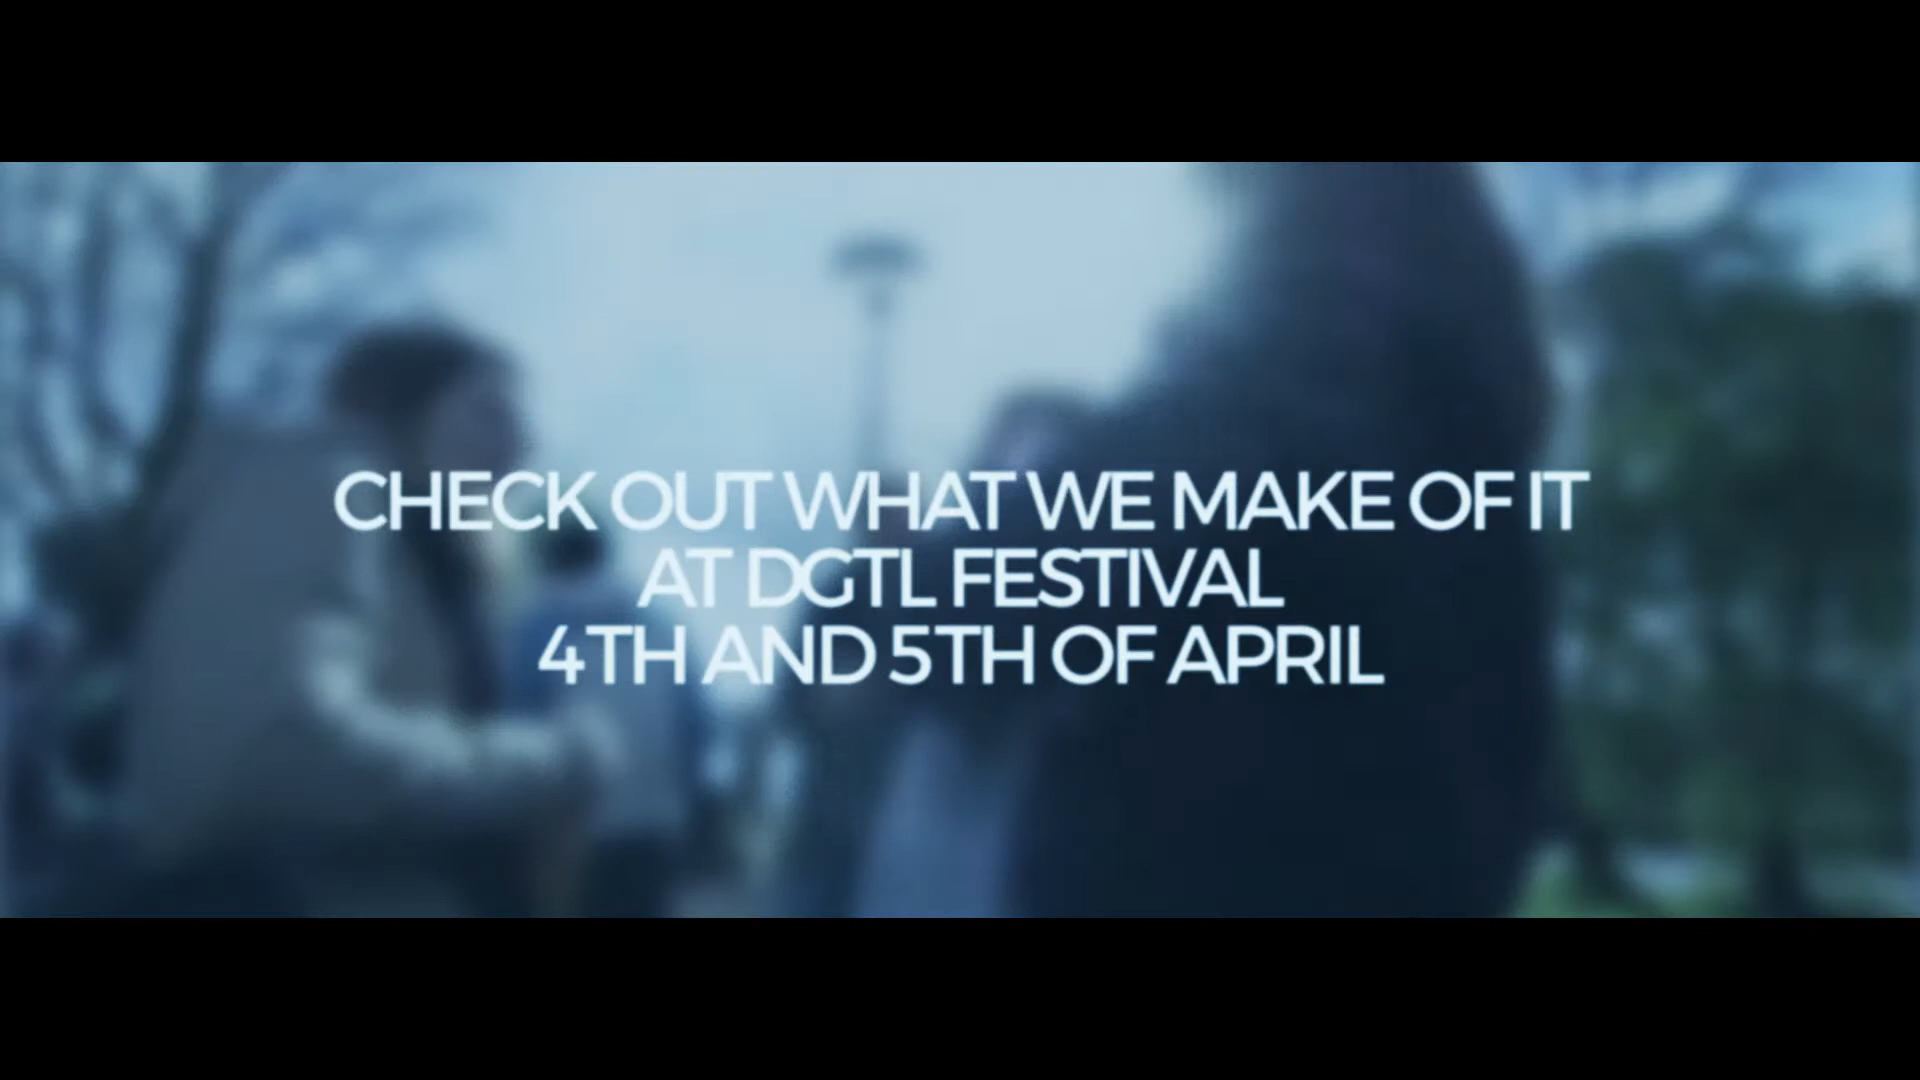 CHECK OUT WHAT WE MAKE OF IT
AT DGTL FESTIVAL
4TH AND 5TH OF APRIL